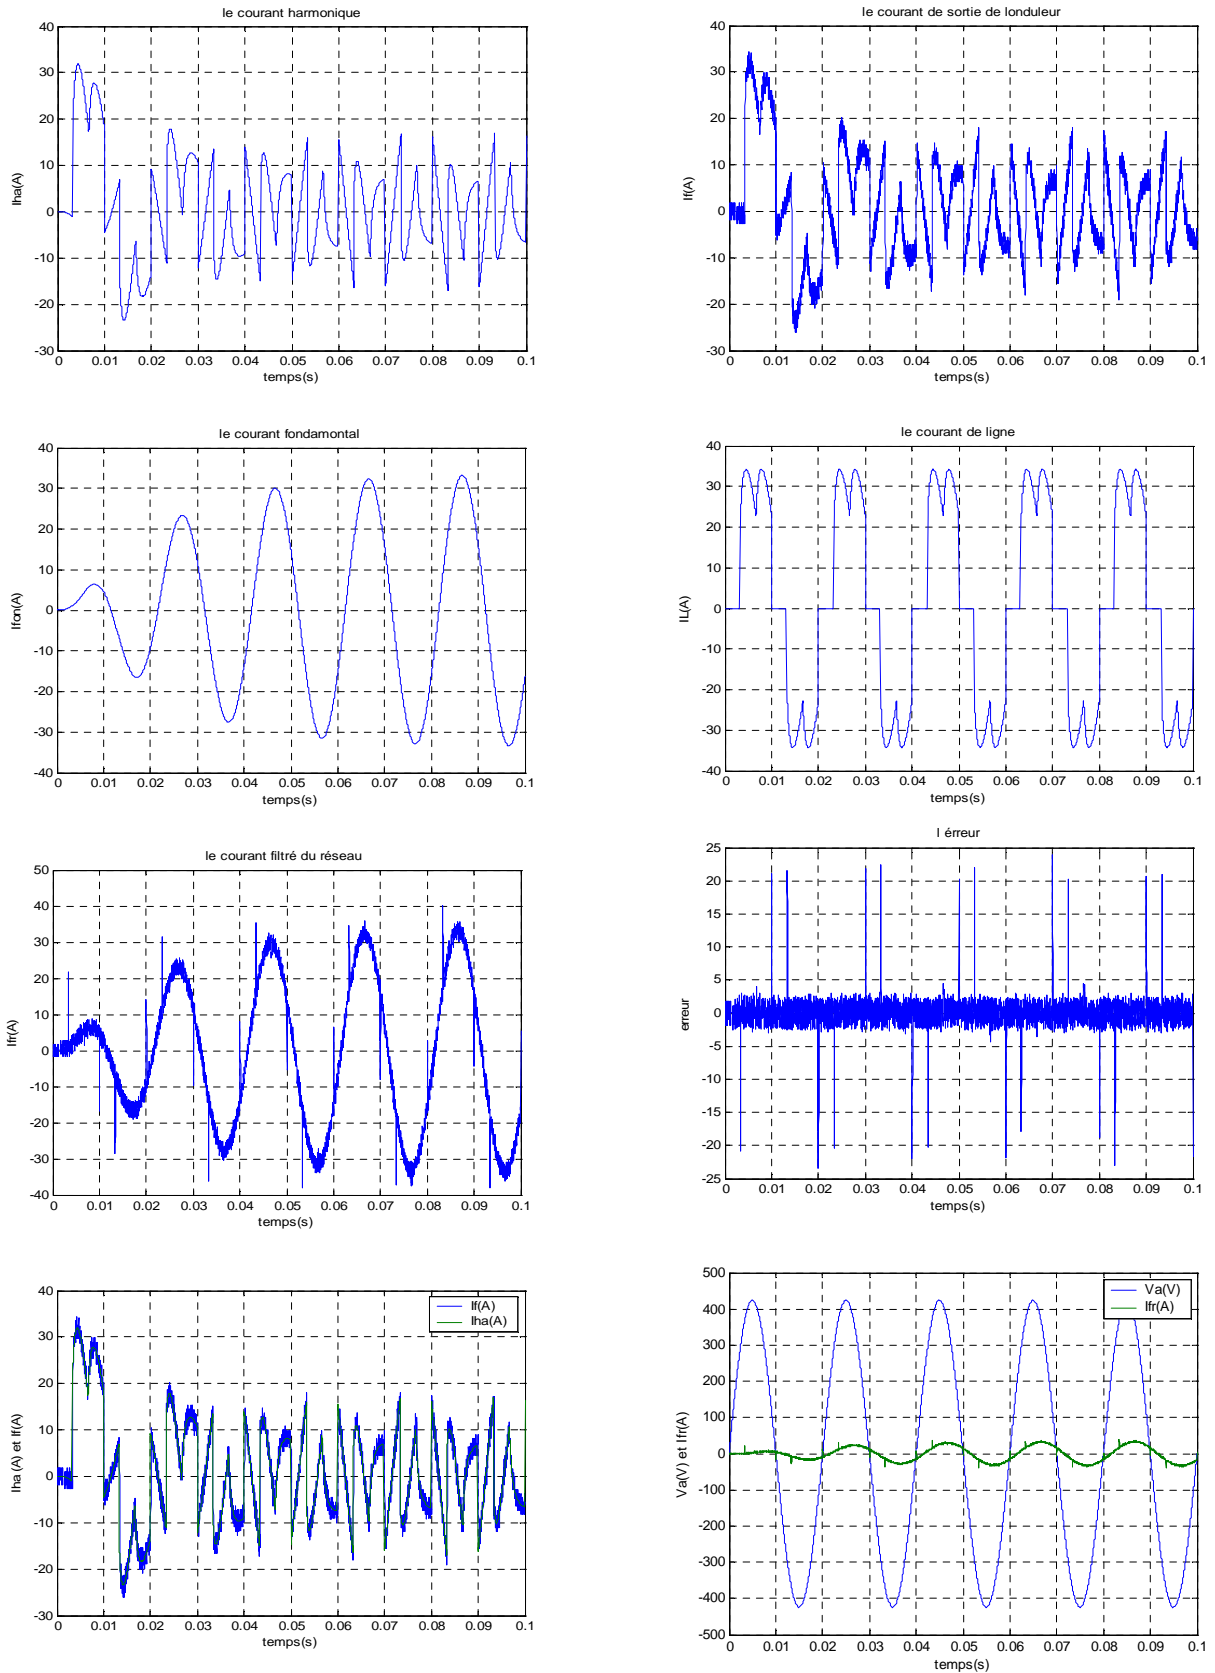 le courant harmonique
40
30
20
10
0
-10
-20
-30
Iha(A)
0 0.01 0.02 0.03 0.04 0.05 0.06 0.07 0.08 0.09 0.1
temps(s)
le courant de sortie de londuleur
40
30
20
10
0
-10
-20
-30
If(A)
0 0.01 0.02 0.03 0.04 0.05 0.06 0.07 0.08 0.09 0.1
temps(s)
le courant fondamontal
40
30
20
10
0
-10
-20
-30
-40
Ifon(A)
0 0.01 0.02 0.03 0.04 0.05 0.06 0.07 0.08 0.09 0.1
temps(s)
le courant de ligne
40
30
20
10
0
-10
-20
-30
-40
IL(A)
0 0.01 0.02 0.03 0.04 0.05 0.06 0.07 0.08 0.09 0.1
temps(s)
le courant filtré du réseau
50
40
30
20
10
0
-10
-20
-30
-40
Ifr(A)
0 0.01 0.02 0.03 0.04 0.05 0.06 0.07 0.08 0.09 0.1
temps(s)
l érreur
25
20
15
10
5
0
-5
-10
-15
-20
-25
erreur
0 0.01 0.02 0.03 0.04 0.05 0.06 0.07 0.08 0.09 0.1
temps(s)
40
30
20
10
0
-10
-20
-30
Iha (A) et If(A)
If(A)
Iha(A)
0 0.01 0.02 0.03 0.04 0.05 0.06 0.07 0.08 0.09 0.1
temps(s)
500
400
300
200
100
0
-100
-200
-300
-400
-500
Va(V) et Ifr(A)
Va(V)
Ifr(A)
0 0.01 0.02 0.03 0.04 0.05 0.06 0.07 0.08 0.09 0.1
temps(s)